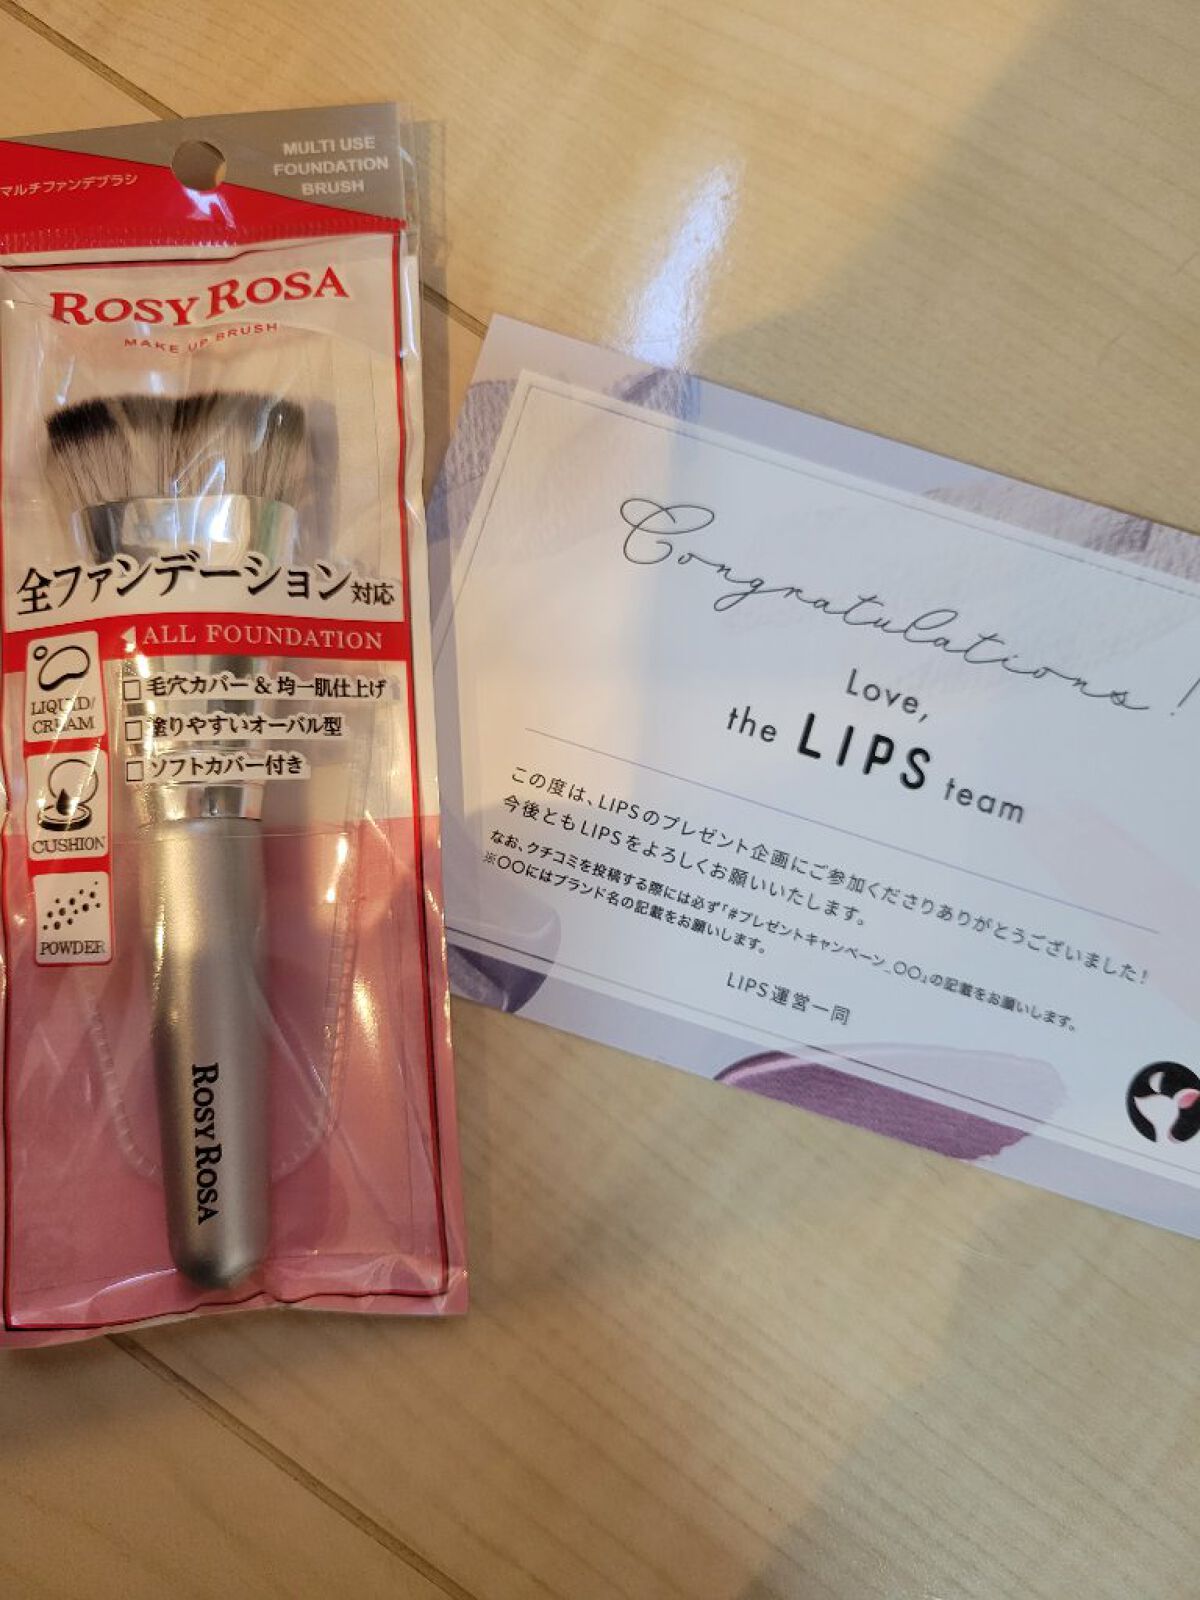 マルチファンデブラシ
MULTI USE
FOUNDATION
BRUSH
ROSY ROSA
MAKE UP BRUSH
全ファンデーション対応
ALL FOUNDATION
LIQUID/
CREAM
CUSHION
POWDER
毛穴カバー & 均一肌仕上げ
塗りやすいオーバル型
ソフトカバー付き
ROSY ROSA
Congratulations!
Love,
the LIPS team
この度は、LIPSのプレゼント企画にご参加くださりありがとうございました!
今後ともLIPSをよろしくお願いいたします。
なお、クチコミを投稿する際には必ず「#プレゼントキャンペーン_〇〇」の記載をお願いします。
※〇〇にはブランド名の記載をお願いします。
LIPS運営一同